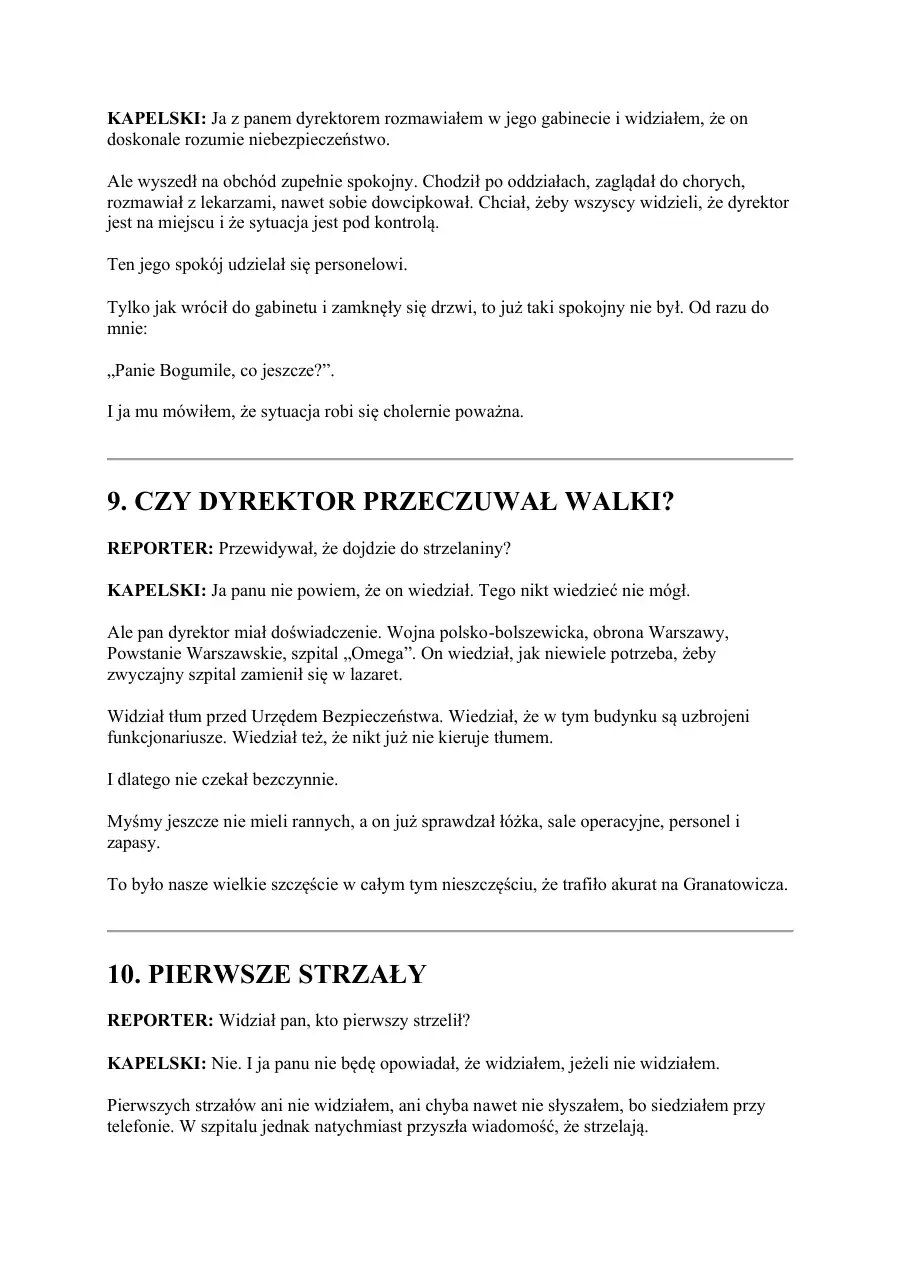 KAPELSKI: Ja z panem dyrektorem rozmawiałem w jego gabinecie i widziałem, że on
doskonale rozumie niebezpieczeństwo.
Ale wyszedł na obchód zupełnie spokojny. Chodził po oddziałach, zaglądał do chorych,
rozmawiał z lekarzami, nawet sobie dowcipkował. Chciał, żeby wszyscy widzieli, że dyrektor
jest na miejscu i że sytuacja jest pod kontrolą.
Ten jego spokój udzielał się personelowi.
Tylko jak wrócił do gabinetu i zamknęły się drzwi, to już taki spokojny nie był. Od razu do
mnie:
„Panie Bogumile, co jeszcze?”.
I ja mu mówiłem, że sytuacja robi się cholernie poważna.
9. CZY DYREKTOR PRZECZUWAŁ WALKI?
REPORTER: Przewidywał, że dojdzie do strzelaniny?
KAPELSKI: Ja panu nie powiem, że on wiedział. Tego nikt wiedzieć nie mógł.
Ale pan dyrektor miał doświadczenie. Wojna polsko-bolszewicka, obrona Warszawy,
Powstanie Warszawskie, szpital „Omega”. On wiedział, jak niewiele potrzeba, żeby
zwyczajny szpital zamienił się w lazaret.
Widział tłum przed Urzędem Bezpieczeństwa. Wiedział, że w tym budynku są uzbrojeni
funkcjonariusze. Wiedział też, że nikt już nie kieruje tłumem.
I dlatego nie czekał bezczynnie.
Myśmy jeszcze nie mieli rannych, a on już sprawdzał łóżka, sale operacyjne, personel i
zapasy.
To było nasze wielkie szczęście w całym tym nieszczęściu, że trafiło akurat na Granatowicza.
10. PIERWSZE STRZAŁY
REPORTER: Widział pan, kto pierwszy strzelił?
KAPELSKI: Nie. I ja panu nie będę opowiadał, że widziałem, jeżeli nie widziałem.
Pierwszych strzałów ani nie widziałem, ani chyba nawet nie słyszałem, bo siedziałem przy
telefonie. W szpitalu jednak natychmiast przyszła wiadomość, że strzelają.